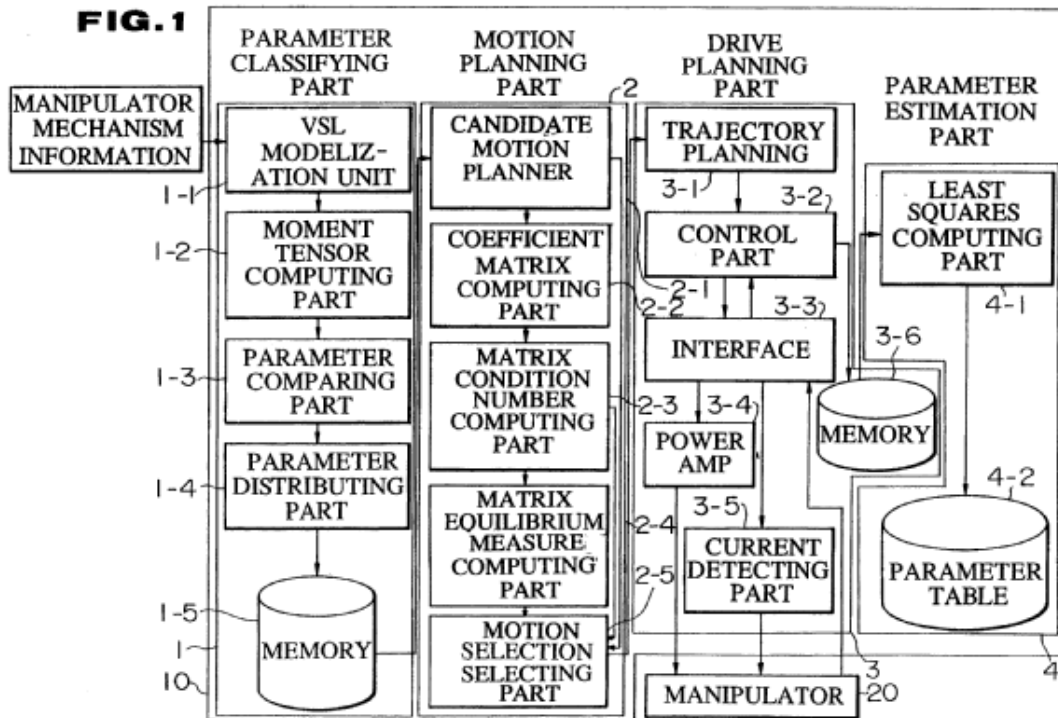 FIG.1
MANIPULATOR
MECHANISM
INFORMATION
PARAMETER
CLASSIFYING
PART
VSL
MODELIZ-
ATION UNIT
1-1
MOMENT
TENSOR
COMPUTING
PART
1-2
PARAMETER
COMPARING
PART
1-3
PARAMETER
DISTRIBUTING
PART
1-4
MEMORY
1-5
1
10
MOTION
PLANNING
PART
2
CANDIDATE
MOTION
PLANNER
2-1
COEFFICIENT
MATRIX
COMPUTING
PART
2-2
MATRIX
CONDITION
NUMBER
COMPUTING
PART
2-3
MATRIX
EQUILIBRIUM
MEASURE
COMPUTING
PART
2-4
MOTION
SELECTION
SELECTING
PART
2-5
DRIVE
PLANNING
PART
TRAJECTORY
PLANNING
3-1
3-2
CONTROL
PART
3-3
INTERFACE
3-4
POWER
AMP
3-5
CURRENT
DETECTING
PART
3-6
MEMORY
3
MANIPULATOR
20
PARAMETER
ESTIMATION
PART
LEAST
SQUARES
COMPUTING
PART
4-1
4-2
PARAMETER
TABLE
4